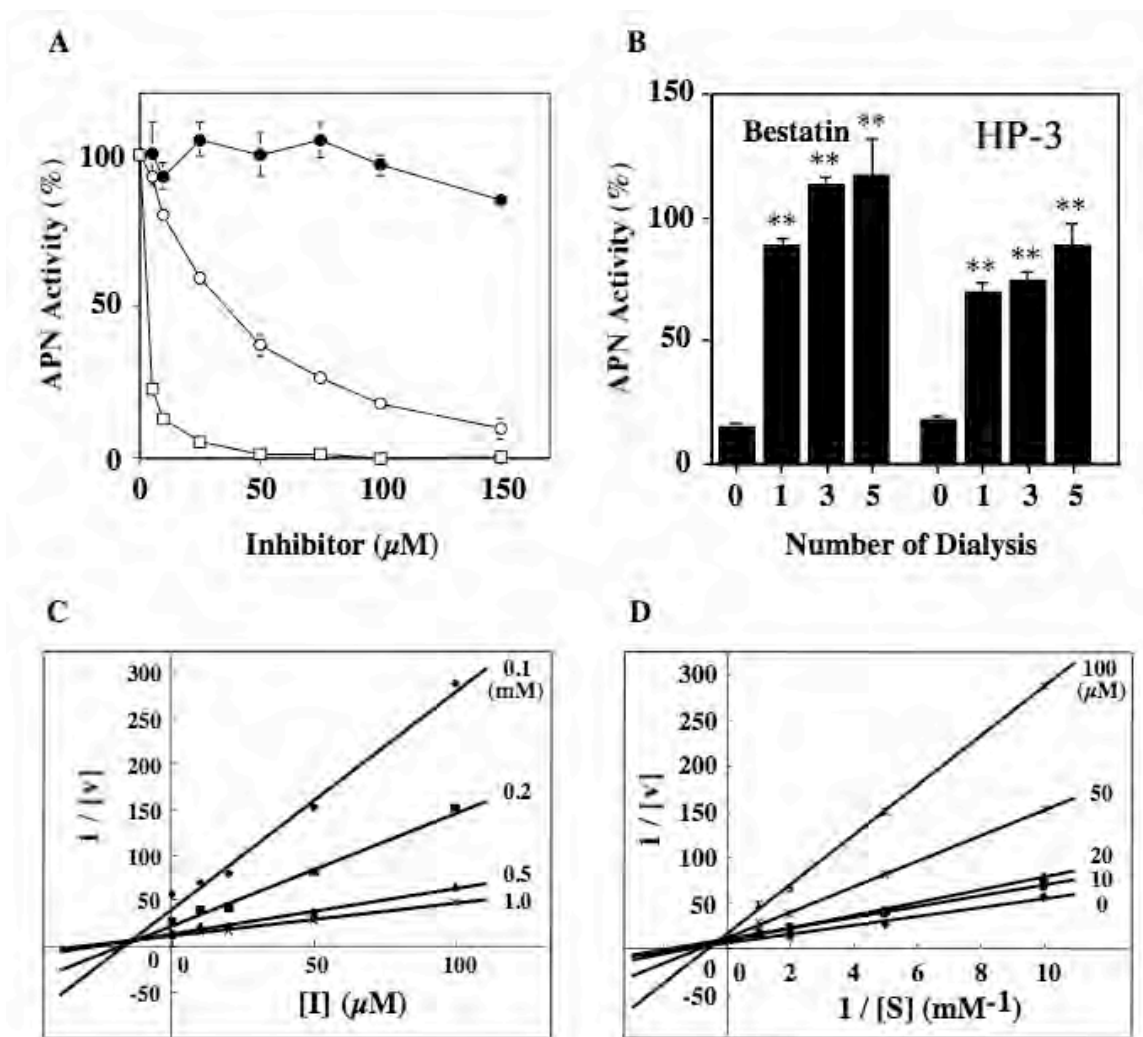 A
APN Activity (%)
100
50
0
0 50 100 150
Inhibitor (μM)
B
APN Activity (%)
150
100
50
0
Bestatin
HP-3
** ** **
** ** **
0 1 3 5 0 1 3 5
Number of Dialysis
C
1 / [v]
300
250
200
150
100
50
0
-50
0 50 100
[I] (μM)
0.1
(mM)
0.2
0.5
1.0
D
1 / [v]
300
250
200
150
100
50
0
-50
0 2 4 6 8 10
1 / [S] (mM-1)
100
(μM)
50
20
10
0